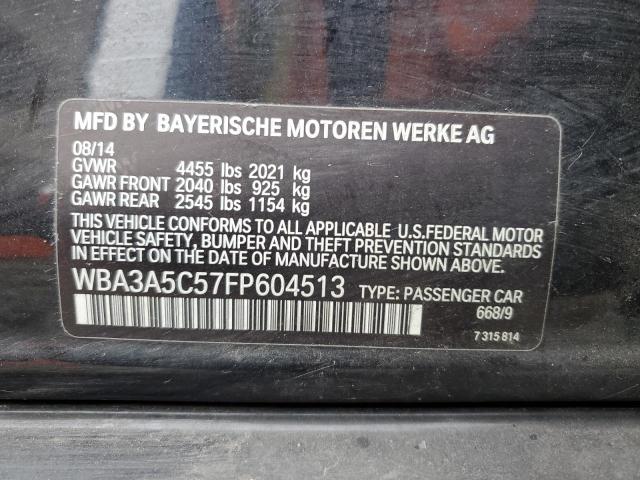 MFD BY BAYERISCHE MOTOREN WERKE AG
08/14
GVWR 4455 lbs 2021 kg
GAWR FRONT 2040 lbs 925 kg
GAWR REAR 2545 lbs 1154 kg
THIS VEHICLE CONFORMS TO ALL APPLICABLE U.S.FEDERAL MOTOR
VEHICLE SAFETY, BUMPER AND THEFT PREVENTION STANDARDS
IN EFFECT ON THE DATE OF MANUFACTURE SHOWN ABOVE.
WBA3A5C57FP604513 TYPE: PASSENGER CAR
668/9
7 315 814